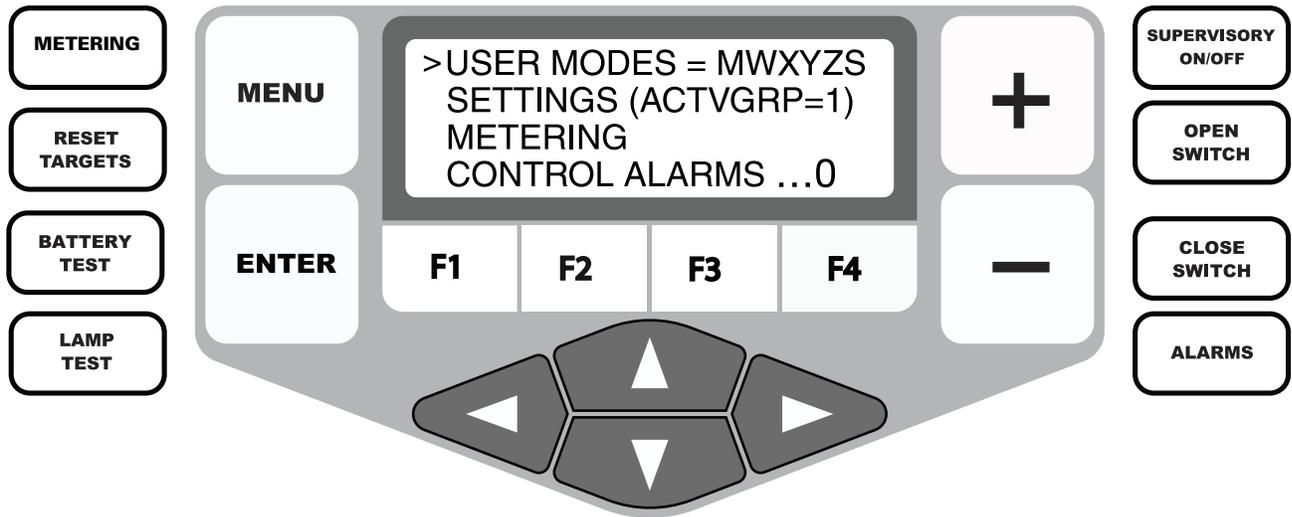 METERING
RESET
TARGETS
BATTERY
TEST
LAMP
TEST
MENU
ENTER
>USER MODES = MWXYZS
SETTINGS (ACTVGRP=1)
METERING
CONTROL ALARMS ...0
F1
F2
F3
F4
+
−
SUPERVISORY
ON/OFF
OPEN
SWITCH
CLOSE
SWITCH
ALARMS